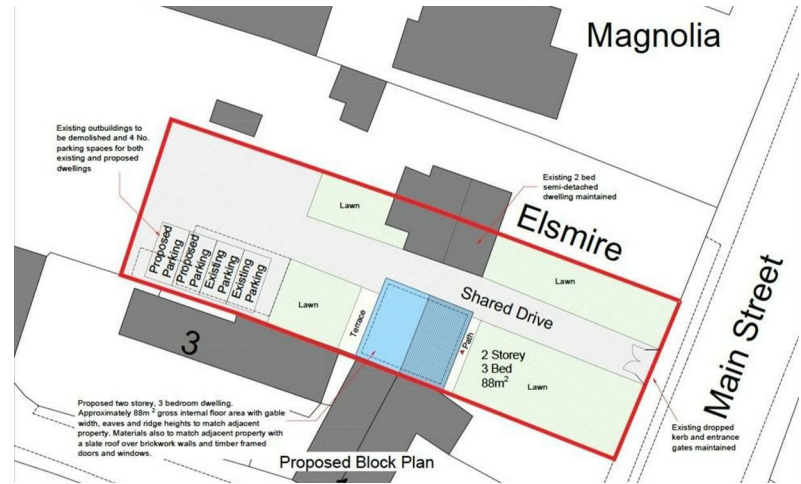 Magnolia
Existing outbuildings to
be demolished and 4 No.
parking spaces for both
existing and proposed
dwellings
Existing 2 bed
semi-detached
dwelling maintained
Lawn
Elsmire
Lawn
Proposed
Parking
Proposed
Parking
Existing
Parking
Existing
Parking
Lawn
Terrace
Shared Drive
Path
2 Storey
3 Bed
88m²
Lawn
Main Street
3
Proposed two storey, 3 bedroom dwelling.
Approximately 88m² gross internal floor area with gable
width, eaves and ridge heights to match adjacent
property. Materials also to match adjacent property with
a slate roof over brickwork walls and timber framed
doors and windows.
Existing dropped
kerb and entrance
gates maintained
Proposed Block Plan